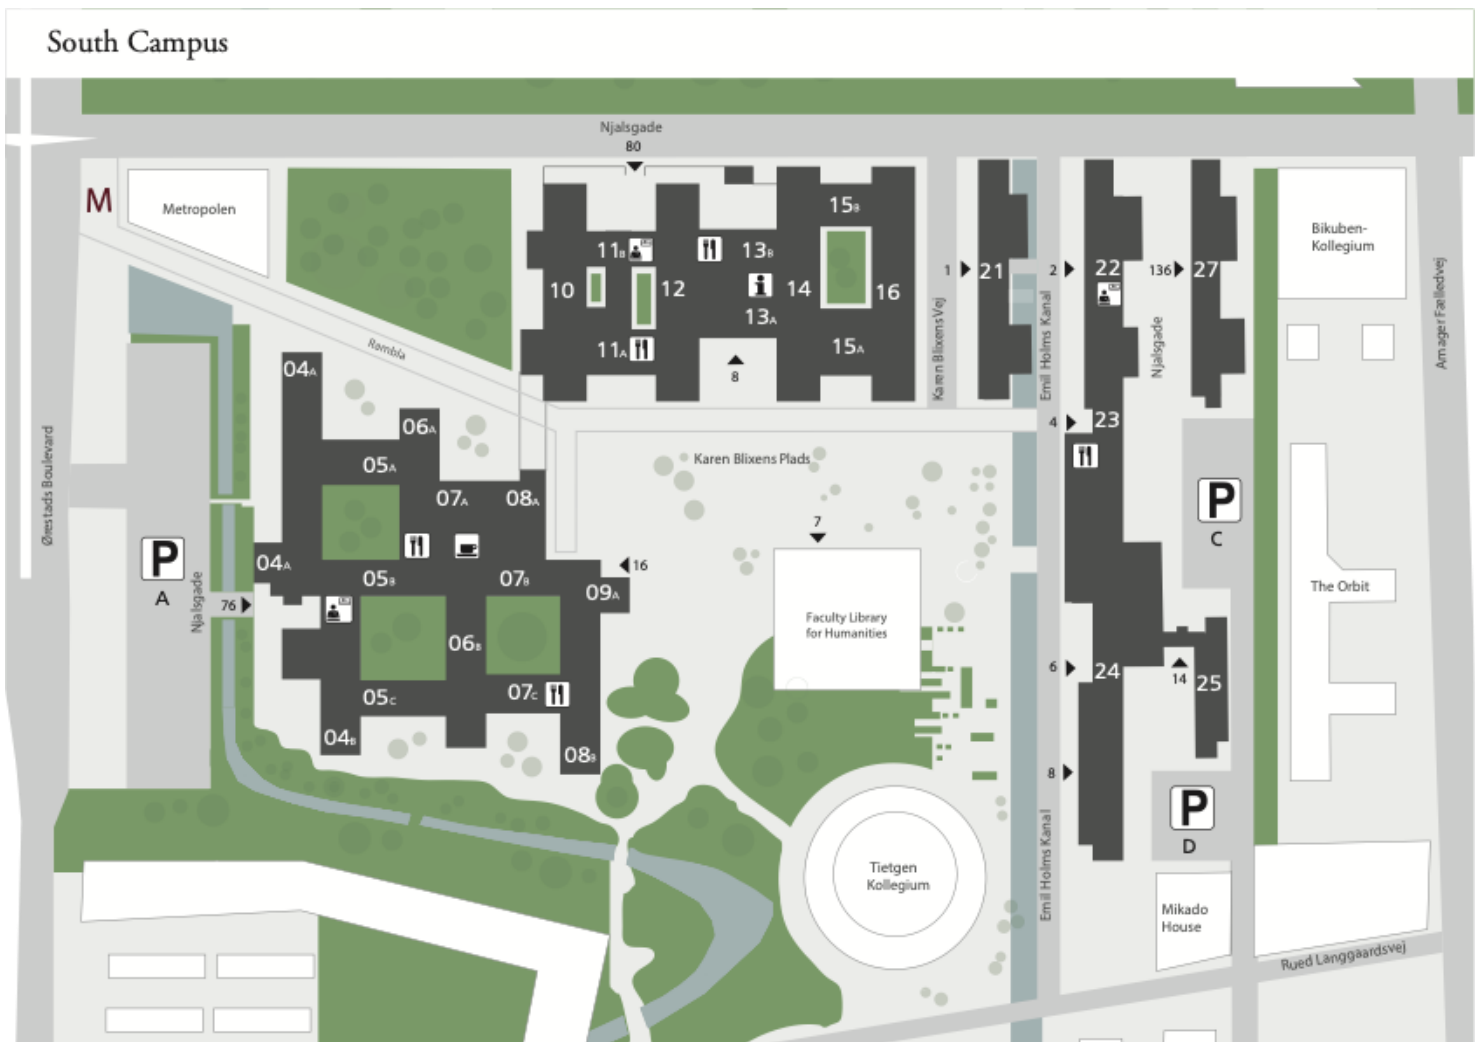 South Campus
Njalsgade
80
M
Metropolen
Rambla
15B
11B
13B
10
12
14
16
13A
11A
15A
8
1
21
2
22
136
27
Karen Blixens Vej
Emil Holms Kanal
Njalsgade
Bikuben-
Kollegium
Amager Fælledvej
4
23
04A
06A
05A
07A
08A
Karen Blixens Plads
7
Ørestads Boulevard
P
A
Njalsgade
76
04A
05B
07B
16
09A
06B
05C
07C
04B
08B
Faculty Library
for Humanities
P
C
The Orbit
6
24
14
25
8
Emil Holms Kanal
P
D
Tietgen
Kollegium
Mikado
House
Rued Langgaardsvej